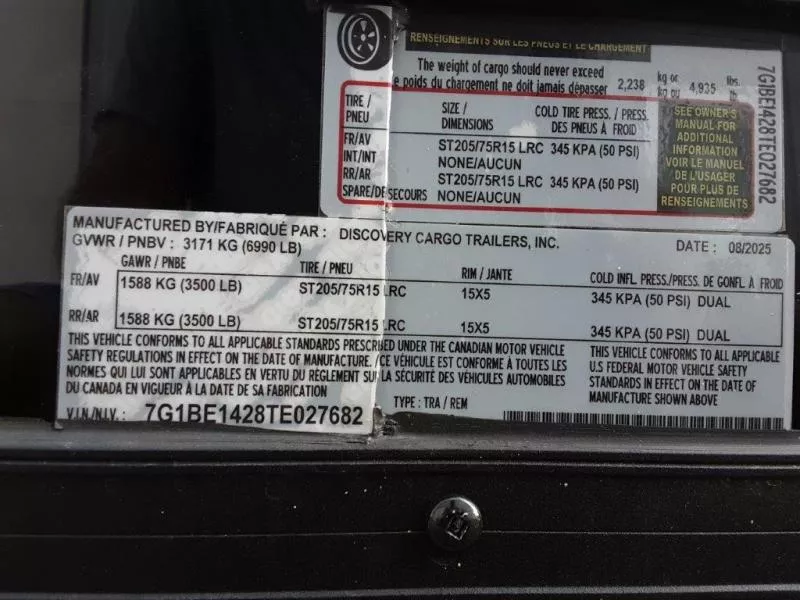 RENSEIGNEMENTS SUR LES PNEUS ET LE CHARGEMENT
The weight of cargo should never exceed
e poids du chargement ne doit jamais dépasser 2,238 kg or kg ou 4,935 lbs. lb
TIRE / PNEU SIZE / DIMENSIONS COLD TIRE PRESS. / PRESS. DES PNEUS À FROID
FR/AV ST205/75R15 LRC 345 KPA (50 PSI)
INT/INT NONE/AUCUN
RR/AR ST205/75R15 LRC 345 KPA (50 PSI)
SPARE/DE SECOURS NONE/AUCUN
SEE OWNER'S
MANUAL FOR
ADDITIONAL
INFORMATION
VOIR LE MANUEL
DE L'USAGER
POUR PLUS DE
RENSEIGNEMENTS
7G1BE1428TE027682
MANUFACTURED BY/FABRIQUÉ PAR : DISCOVERY CARGO TRAILERS, INC. DATE : 08/2025
GVWR / PNBV : 3171 KG (6990 LB)
GAWR / PNBE TIRE / PNEU RIM / JANTE COLD INFL. PRESS./PRESS. DE GONFL À FROID
FR/AV 1588 KG (3500 LB) ST205/75R15 LRC 15X5 345 KPA (50 PSI) DUAL
RR/AR 1588 KG (3500 LB) ST205/75R15 LRC 15X5 345 KPA (50 PSI) DUAL
THIS VEHICLE CONFORMS TO ALL APPLICABLE STANDARDS PRESCRIBED UNDER THE CANADIAN MOTOR VEHICLE
SAFETY REGULATIONS IN EFFECT ON THE DATE OF MANUFACTURE. /CE VÉHICULE EST CONFORME À TOUTES LES
NORMES QUI LUI SONT APPLICABLES EN VERTU DU RÈGLEMENT SUR LA SÉCURITÉ DES VÉHICULES AUTOMOBILES
DU CANADA EN VIGUEUR À LA DATE DE SA FABRICATION
THIS VEHICLE CONFORMS TO ALL APPLICABLE
U.S FEDERAL MOTOR VEHICLE SAFETY
STANDARDS IN EFFECT ON THE DATE OF
MANUFACTURE SHOWN ABOVE
TYPE : TRA / REM
V.I.N./N.I.V. : 7G1BE1428TE027682